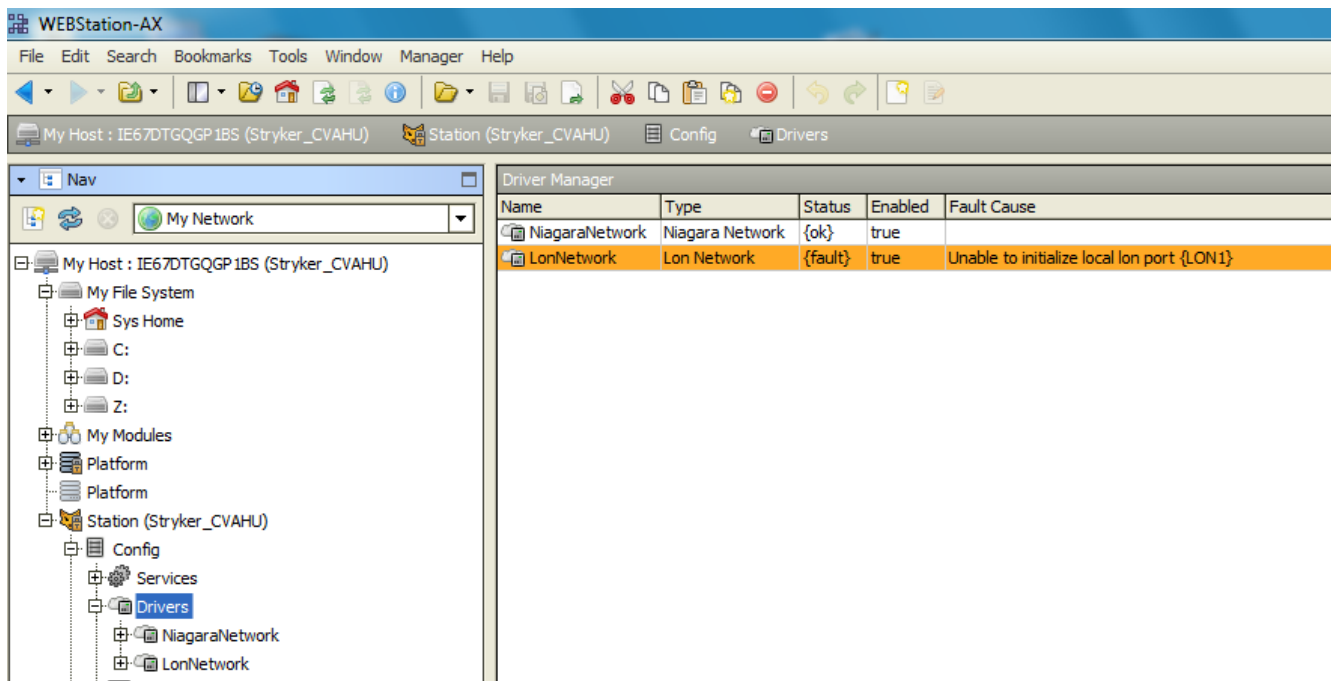 WEBStation-AX
File Edit Search Bookmarks Tools Window Manager Help
My Host : IE67DTGQGP1BS (Stryker_CVAHU) Station (Stryker_CVAHU) Config Drivers
Nav
My Network
My Host : IE67DTGQGP1BS (Stryker_CVAHU)
My File System
Sys Home
C:
D:
Z:
My Modules
Platform
Platform
Station (Stryker_CVAHU)
Config
Services
Drivers
NiagaraNetwork
LonNetwork
Driver Manager
Name Type Status Enabled Fault Cause
NiagaraNetwork Niagara Network {ok} true
LonNetwork Lon Network {fault} true Unable to initialize local lon port {LON1}